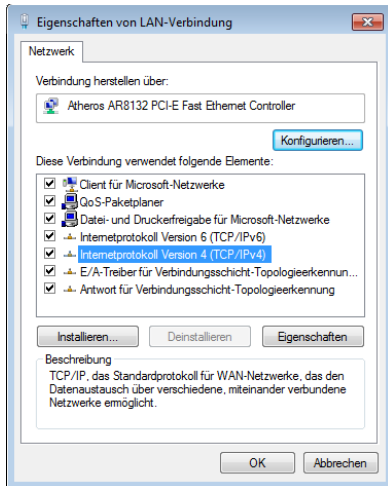 Eigenschaften von LAN-Verbindung
Netzwerk
Verbindung herstellen über:
Atheros AR8132 PCI-E Fast Ethernet Controller
Konfigurieren...
Diese Verbindung verwendet folgende Elemente:
Client für Microsoft-Netzwerke
QoS-Paketplaner
Datei- und Druckerfreigabe für Microsoft-Netzwerke
Internetprotokoll Version 6 (TCP/IPv6)
Internetprotokoll Version 4 (TCP/IPv4)
E/A-Treiber für Verbindungsschicht-Topologieerkennun...
Antwort für Verbindungsschicht-Topologieerkennung
Installieren... Deinstallieren Eigenschaften
Beschreibung
TCP/IP, das Standardprotokoll für WAN-Netzwerke, das den
Datenaustausch über verschiedene, miteinander verbundene
Netzwerke ermöglicht.
OK Abbrechen